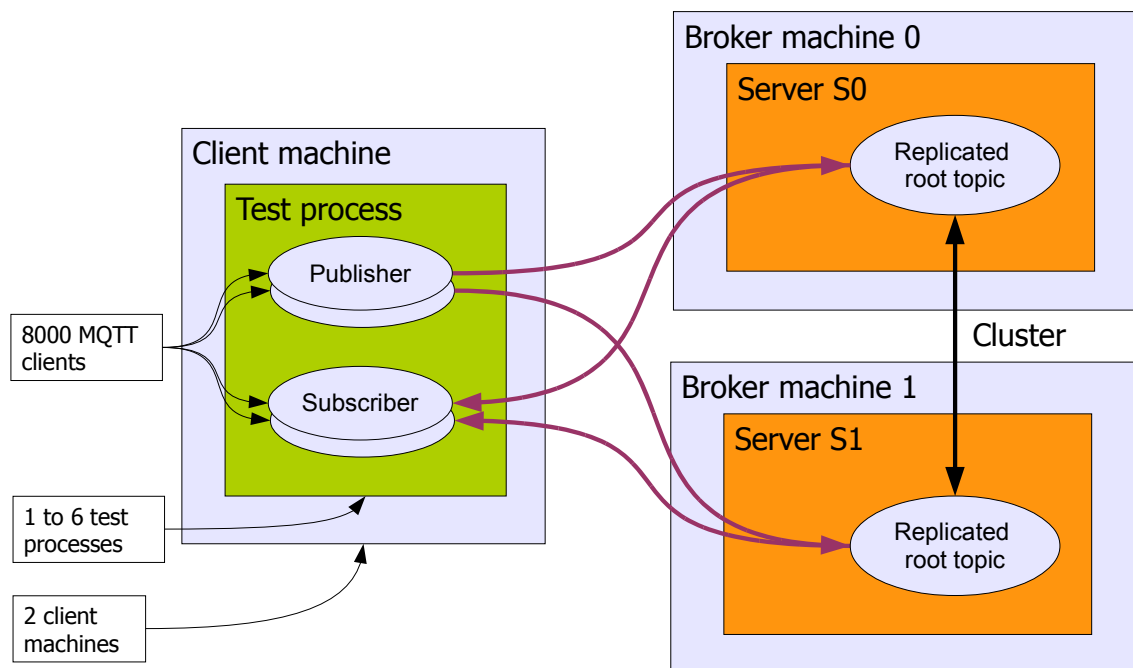 Broker machine 0
Server S0
Replicated
root topic
Client machine
Test process
Publisher
8000 MQTT
clients
Subscriber
Cluster
Broker machine 1
Server S1
Replicated
root topic
1 to 6 test
processes
2 client
machines